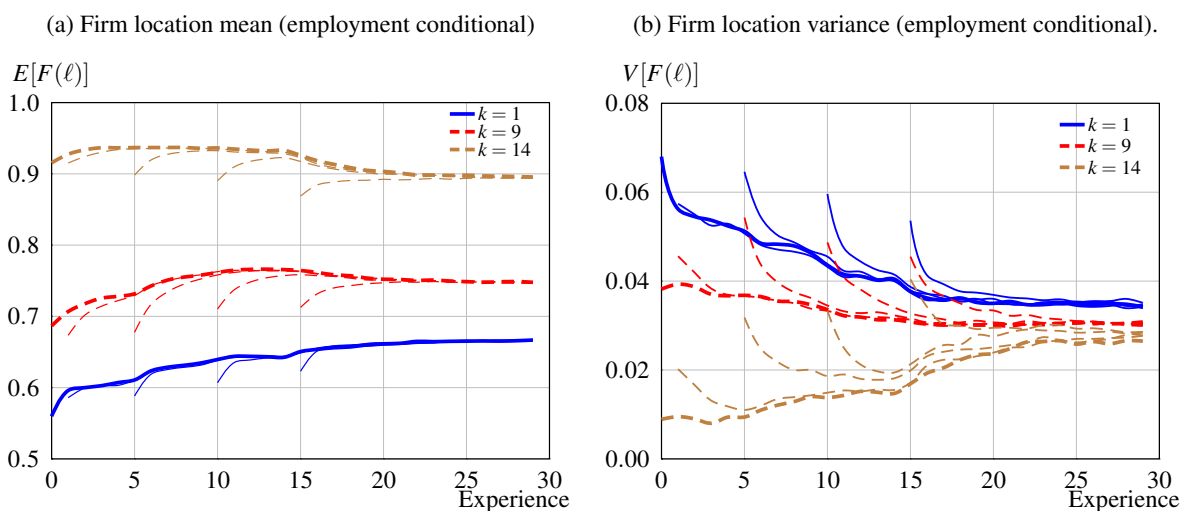 (a) Firm location mean (employment conditional)
E[F(ℓ)]
1.0
0.9
0.8
0.7
0.6
0.5
0 5 10 15 20 25 30
Experience
k = 1
k = 9
k = 14
(b) Firm location variance (employment conditional).
V[F(ℓ)]
0.08
0.06
0.04
0.02
0.00
0 5 10 15 20 25 30
Experience
k = 1
k = 9
k = 14